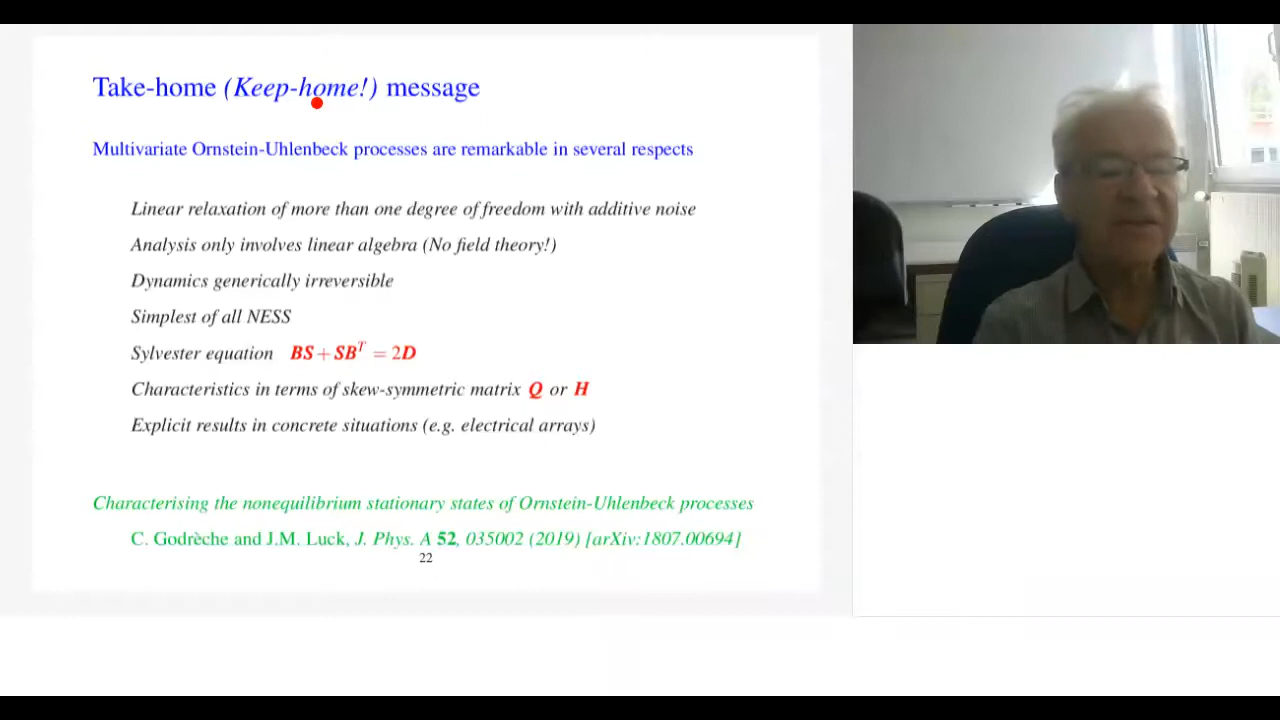 Take-home (Keep-home!) message
Multivariate Ornstein-Uhlenbeck processes are remarkable in several respects
Linear relaxation of more than one degree of freedom with additive noise
Analysis only involves linear algebra (No field theory!)
Dynamics generically irreversible
Simplest of all NESS
Sylvester equation BS + SB^T = 2D
Characteristics in terms of skew-symmetric matrix Q or H
Explicit results in concrete situations (e.g. electrical arrays)
Characterising the nonequilibrium stationary states of Ornstein-Uhlenbeck processes
C. Godrèche and J.M. Luck, J. Phys. A 52, 035002 (2019) [arXiv:1807.00694]
22